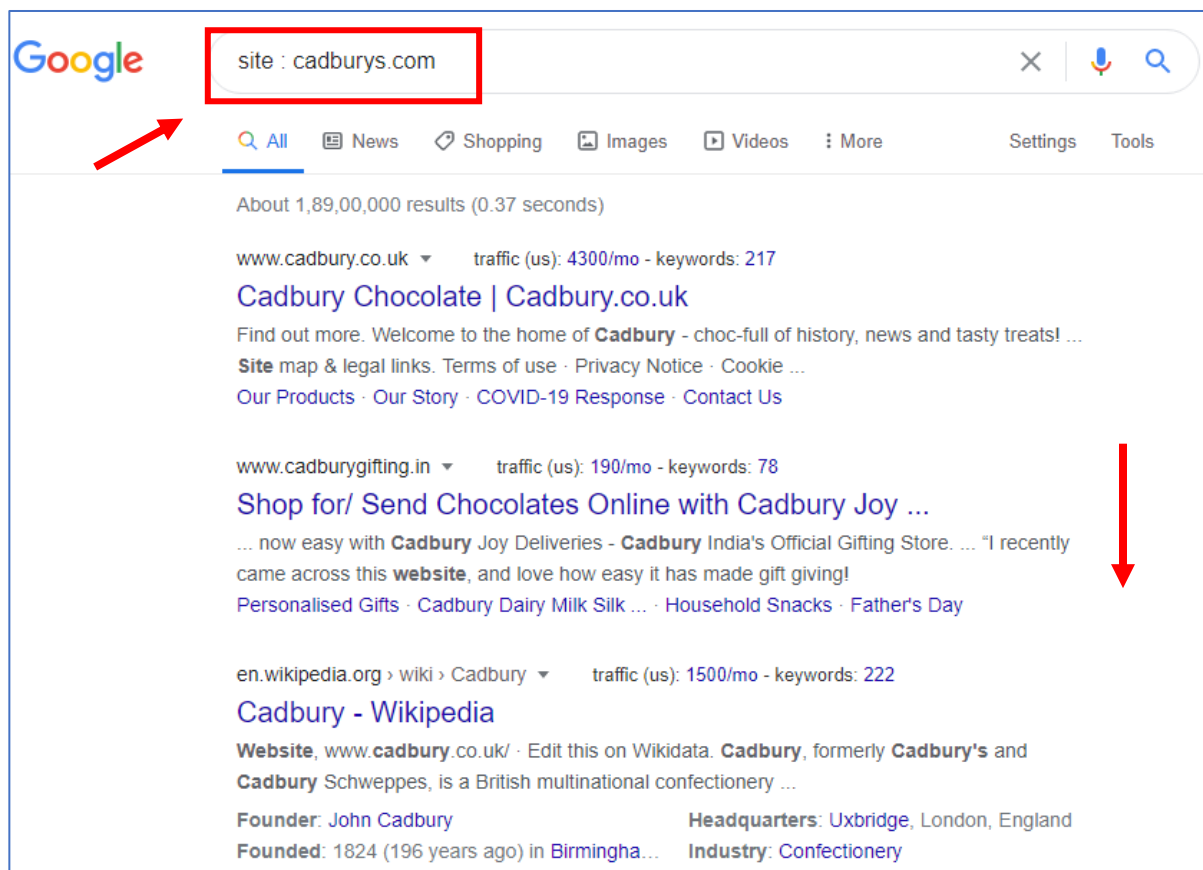 Google
site : cadburys.com
All News Shopping Images Videos More Settings Tools
About 1,89,00,000 results (0.37 seconds)
www.cadbury.co.uk traffic (us): 4300/mo - keywords: 217
Cadbury Chocolate | Cadbury.co.uk
Find out more. Welcome to the home of Cadbury - choc-full of history, news and tasty treats! ...
Site map & legal links. Terms of use · Privacy Notice · Cookie ...
Our Products · Our Story · COVID-19 Response · Contact Us
www.cadburygifting.in traffic (us): 190/mo - keywords: 78
Shop for/ Send Chocolates Online with Cadbury Joy ...
... now easy with Cadbury Joy Deliveries - Cadbury India's Official Gifting Store. ... “I recently
came across this website, and love how easy it has made gift giving!
Personalised Gifts · Cadbury Dairy Milk Silk ... · Household Snacks · Father's Day
en.wikipedia.org › wiki › Cadbury traffic (us): 1500/mo - keywords: 222
Cadbury - Wikipedia
Website, www.cadbury.co.uk/ · Edit this on Wikidata. Cadbury, formerly Cadbury's and
Cadbury Schweppes, is a British multinational confectionery ...
Founder: John Cadbury Headquarters: Uxbridge, London, England
Founded: 1824 (196 years ago) in Birmingha... Industry: Confectionery